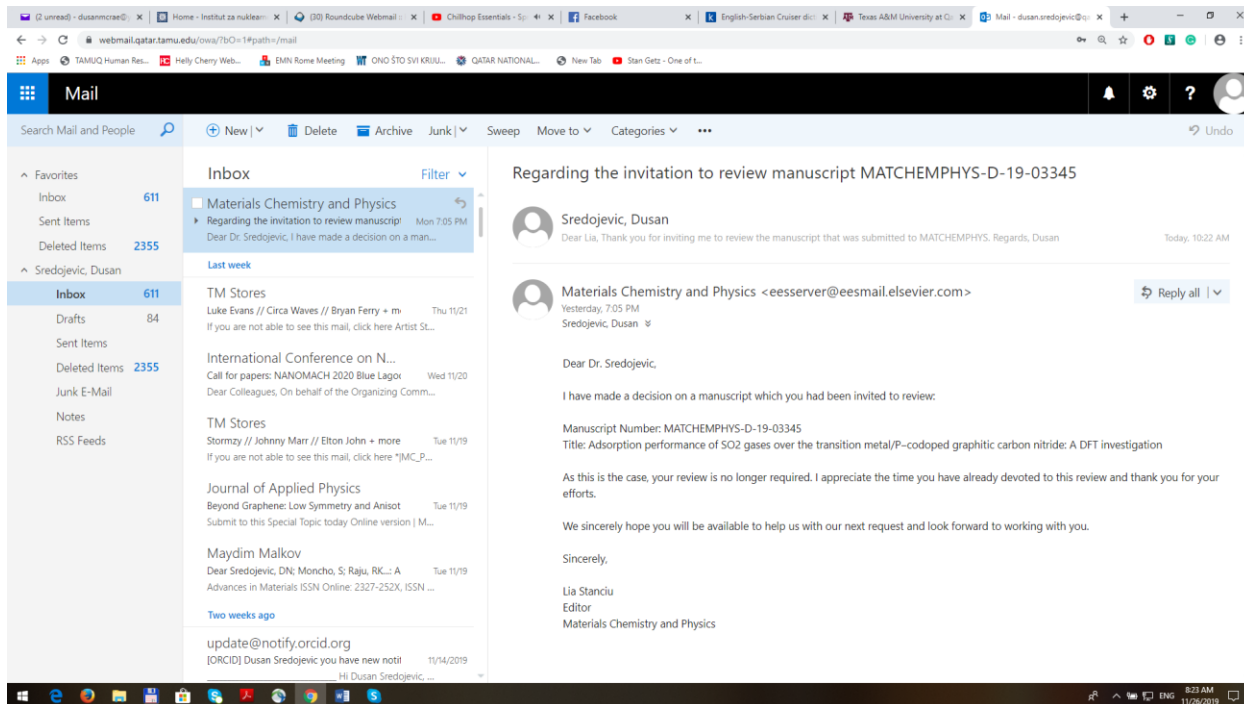 (2 unread) - dusanmcrae@y
Home - Institut za nuklearn
(30) Roundcube Webmail ::
Chillhop Essentials - Sp
Facebook
English-Serbian Cruiser dict
Texas A&M University at Q
Mail - dusan.sredojevic@q
webmail.qatar.tamu.edu/owa/?bO=1#path=/mail
Apps
TAMUQ Human Res...
Helly Cherry Web...
EMN Rome Meeting
ONO ŠTO SVI KRIJU...
QATAR NATIONAL...
New Tab
Stan Getz - One of t...
Mail
?
Search Mail and People
New
Delete
Archive
Junk
Sweep
Move to
Categories
Undo
Favorites
Inbox 611
Sent Items
Deleted Items 2355
Sredojevic, Dusan
Inbox 611
Drafts 84
Sent Items
Deleted Items 2355
Junk E-Mail
Notes
RSS Feeds
Inbox
Filter
Materials Chemistry and Physics
Regarding the invitation to review manuscript Mon 7:05 PM
Dear Dr. Sredojevic, I have made a decision on a man...
Last week
TM Stores
Luke Evans // Circa Waves // Bryan Ferry + m Thu 11/21
If you are not able to see this mail, click here Artist St...
International Conference on N...
Call for papers: NANOMACH 2020 Blue Lago Wed 11/20
Dear Colleagues, On behalf of the Organizing Comm...
TM Stores
Stormzy // Johnny Marr // Elton John + more Tue 11/19
If you are not able to see this mail, click here *|MC_P...
Journal of Applied Physics
Beyond Graphene: Low Symmetry and Anisot Tue 11/19
Submit to this Special Topic today Online version | M...
Maydim Malkov
Dear Sredojevic, DN; Moncho, S; Raju, RK...: A Tue 11/19
Advances in Materials ISSN Online: 2327-252X, ISSN ...
Two weeks ago
update@notify.orcid.org
[ORCID] Dusan Sredojevic you have new notif 11/14/2019
Hi Dusan Sredojevic, ...
Regarding the invitation to review manuscript MATCHEMPHYS-D-19-03345
Sredojevic, Dusan
Dear Lia, Thank you for inviting me to review the manuscript that was submitted to MATCHEMPHYS. Regards, Dusan Today, 10:22 AM
Materials Chemistry and Physics <eesserver@eesmail.elsevier.com>
Reply all
Yesterday, 7:05 PM
Sredojevic, Dusan
Dear Dr. Sredojevic,
I have made a decision on a manuscript which you had been invited to review:
Manuscript Number: MATCHEMPHYS-D-19-03345
Title: Adsorption performance of SO2 gases over the transition metal/P–codoped graphitic carbon nitride: A DFT investigation
As this is the case, your review is no longer required. I appreciate the time you have already devoted to this review and thank you for your
efforts.
We sincerely hope you will be available to help us with our next request and look forward to working with you.
Sincerely,
Lia Stanciu
Editor
Materials Chemistry and Physics
ENG
8:23 AM
11/26/2019